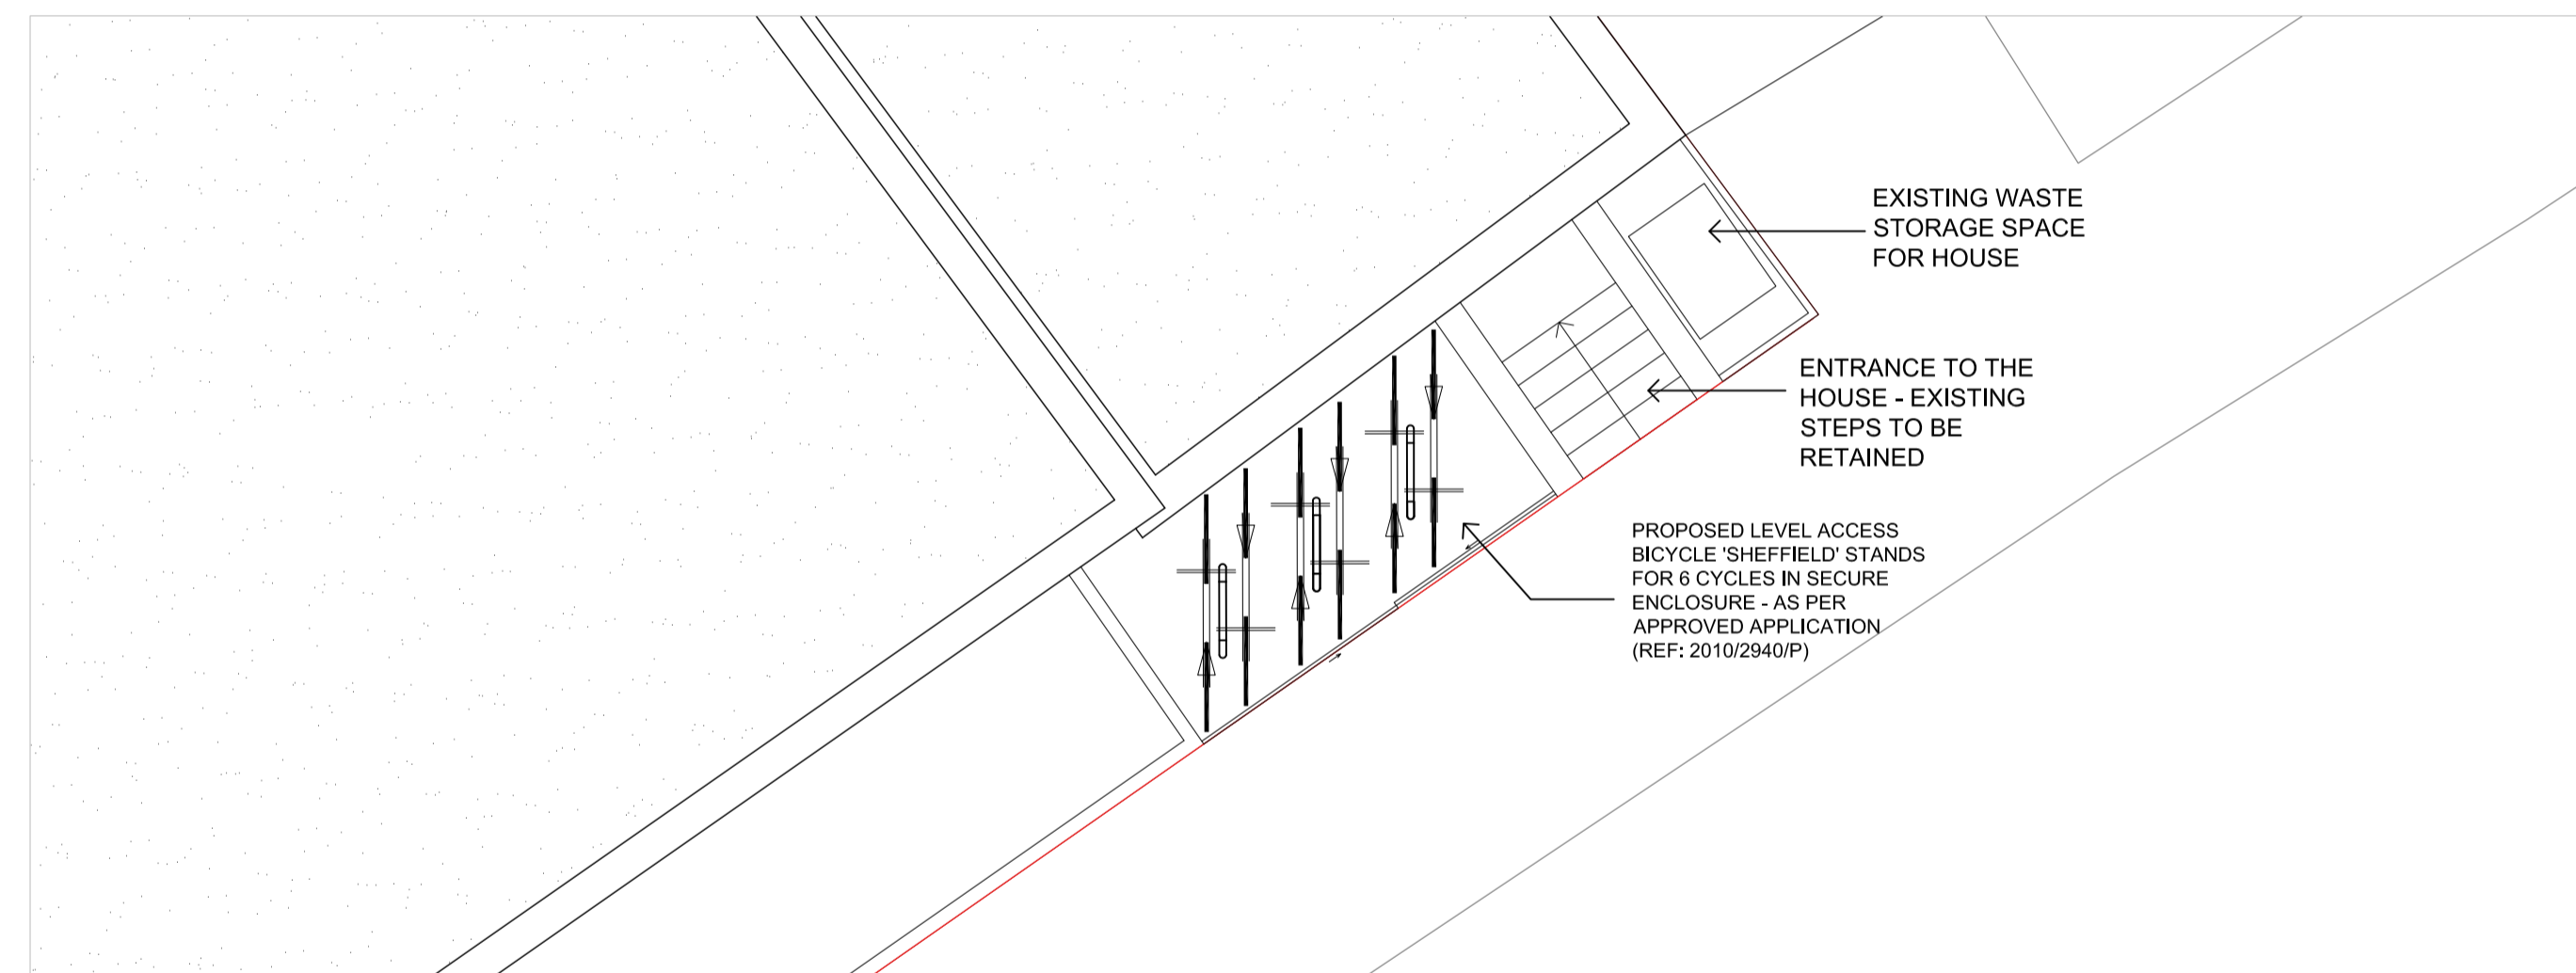 EXISTING WASTE
STORAGE SPACE
FOR HOUSE
ENTRANCE TO THE
HOUSE - EXISTING
STEPS TO BE
RETAINED
PROPOSED LEVEL ACCESS
BICYCLE 'SHEFFIELD' STANDS
FOR 6 CYCLES IN SECURE
ENCLOSURE - AS PER
APPROVED APPLICATION
(REF: 2010/2940/P)